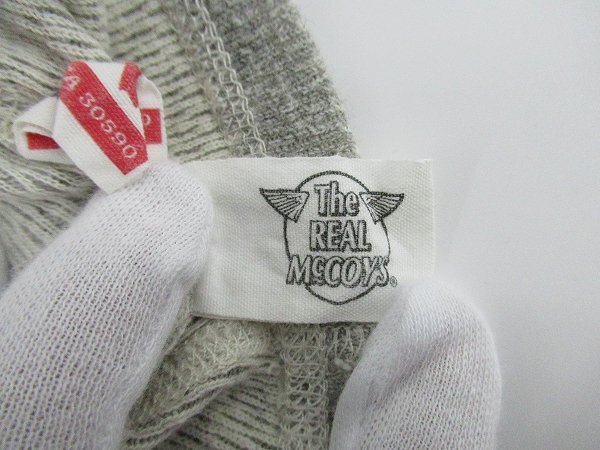 A 30590
The
REAL
McCOY'S®